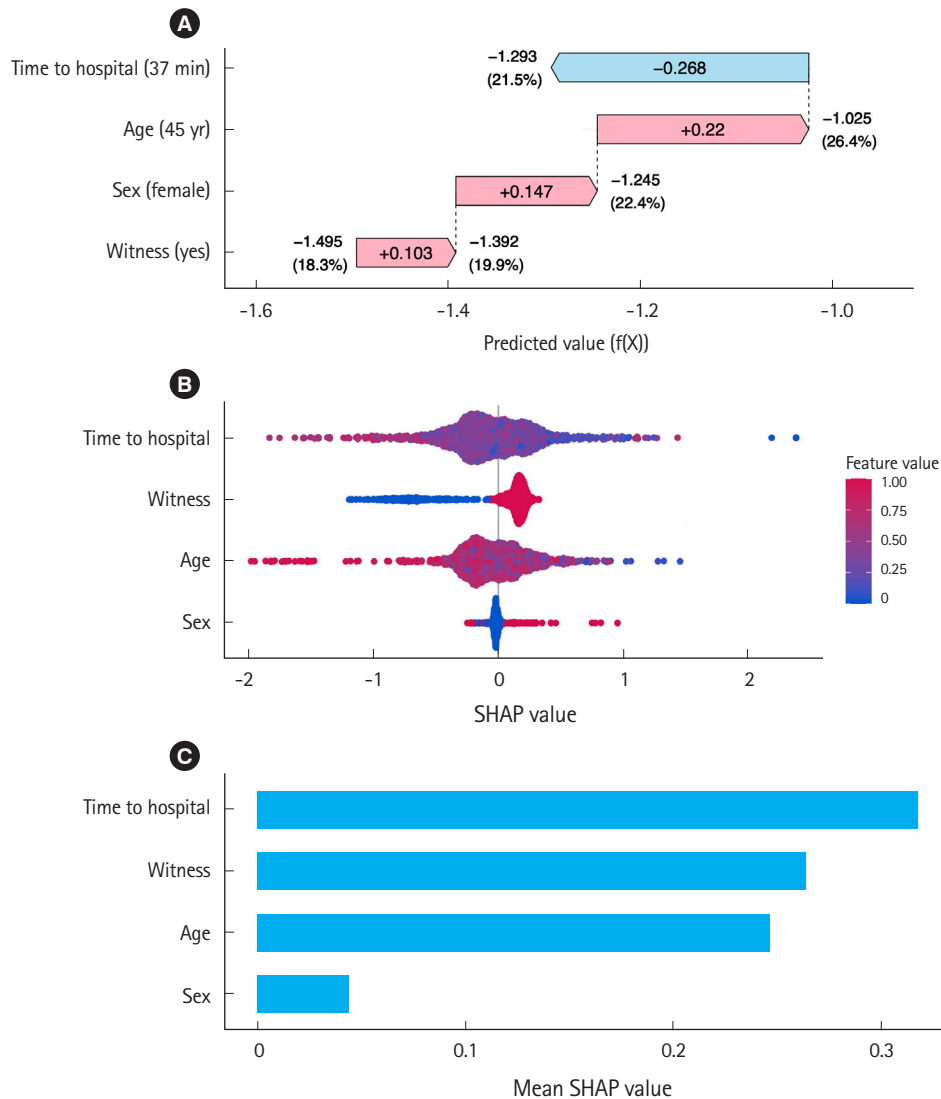 A
Time to hospital (37 min)
−1.293
(21.5%)
−0.268
Age (45 yr)
+0.22
−1.025
(26.4%)
Sex (female)
+0.147
−1.245
(22.4%)
Witness (yes)
−1.495
(18.3%)
+0.103
−1.392
(19.9%)
-1.6 -1.4 -1.2 -1.0
Predicted value (f(X))
B
Time to hospital
Witness
Age
Sex
Feature value
1.00
0.75
0.50
0.25
0
-2 -1 0 1 2
SHAP value
C
Time to hospital
Witness
Age
Sex
0 0.1 0.2 0.3
Mean SHAP value